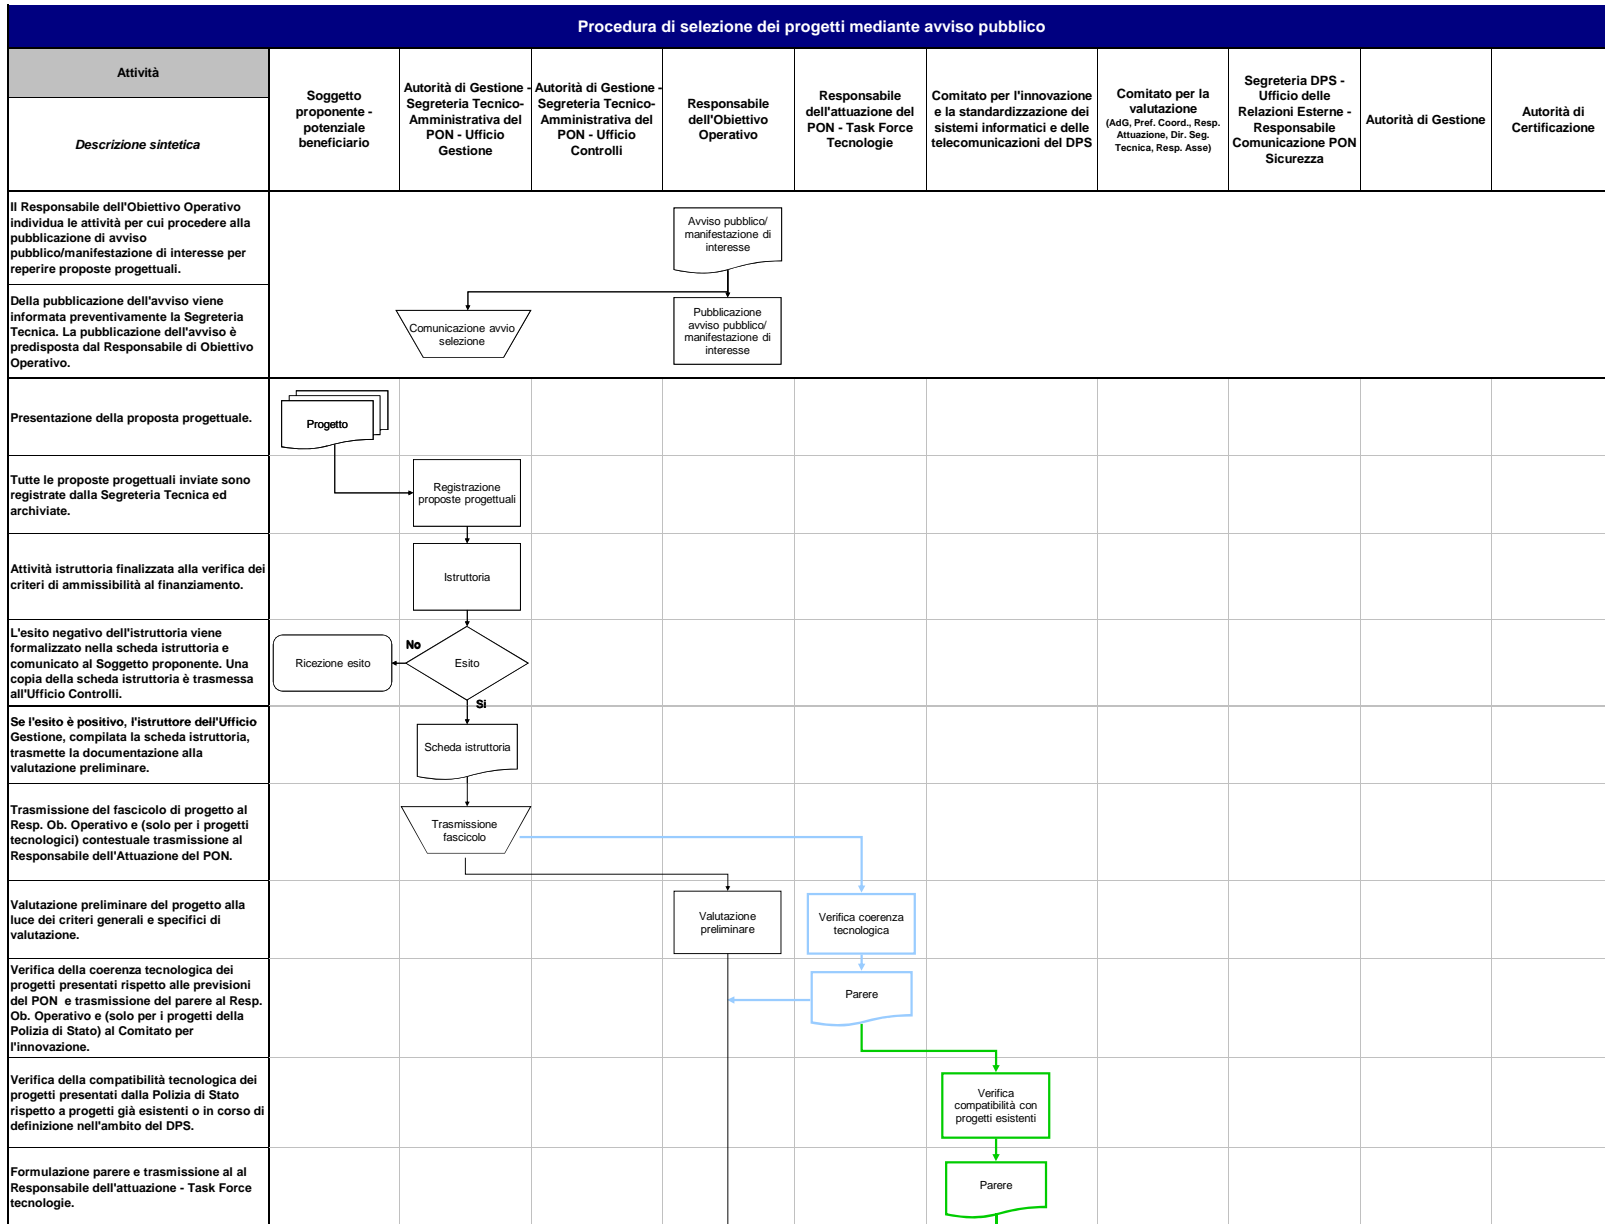 Procedura di selezione dei progetti mediante avviso pubblico
Attività
Descrizione sintetica
Soggetto
proponente -
potenziale
beneficiario
Autorità di Gestione -
Segreteria Tecnico-
Amministrativa del
PON - Ufficio
Gestione
Autorità di Gestione -
Segreteria Tecnico-
Amministrativa del
PON - Ufficio
Controlli
Responsabile
dell'Obiettivo
Operativo
Responsabile
dell'attuazione del
PON - Task Force
Tecnologie
Comitato per l'innovazione
e la standardizzazione dei
sistemi informatici e delle
telecomunicazioni del DPS
Comitato per la
valutazione
(AdG, Pref. Coord., Resp.
Attuazione, Dir. Seg.
Tecnica, Resp. Asse)
Segreteria DPS -
Ufficio delle
Relazioni Esterne -
Responsabile
Comunicazione PON
Sicurezza
Autorità di Gestione
Autorità di
Certificazione
Il Responsabile dell'Obiettivo Operativo
individua le attività per cui procedere alla
pubblicazione di avviso
pubblico/manifestazione di interesse per
reperire proposte progettuali.
Avviso pubblico/
manifestazione di
interesse
Della pubblicazione dell'avviso viene
informata preventivamente la Segreteria
Tecnica. La pubblicazione dell'avviso è
predisposta dal Responsabile di Obiettivo
Operativo.
Comunicazione avvio
selezione
Pubblicazione
avviso pubblico/
manifestazione di
interesse
Presentazione della proposta progettuale.
Progetto
Tutte le proposte progettuali inviate sono
registrate dalla Segreteria Tecnica ed
archiviate.
Registrazione
proposte progettuali
Attività istruttoria finalizzata alla verifica dei
criteri di ammissibilità al finanziamento.
Istruttoria
L'esito negativo dell'istruttoria viene
formalizzato nella scheda istruttoria e
comunicato al Soggetto proponente. Una
copia della scheda istruttoria è trasmessa
all'Ufficio Controlli.
Ricezione esito
No
Esito
Si
Se l'esito è positivo, l'istruttore dell'Ufficio
Gestione, compilata la scheda istruttoria,
trasmette la documentazione alla
valutazione preliminare.
Scheda istruttoria
Trasmissione del fascicolo di progetto al
Resp. Ob. Operativo e (solo per i progetti
tecnologici) contestuale trasmissione al
Responsabile dell'Attuazione del PON.
Trasmissione
fascicolo
Valutazione preliminare del progetto alla
luce dei criteri generali e specifici di
valutazione.
Valutazione
preliminare
Verifica coerenza
tecnologica
Verifica della coerenza tecnologica dei
progetti presentati rispetto alle previsioni
del PON  e trasmissione del parere al Resp.
Ob. Operativo e (solo per i progetti della
Polizia di Stato) al Comitato per
l'innovazione.
Parere
Verifica della compatibilità tecnologica dei
progetti presentati dalla Polizia di Stato
rispetto a progetti già esistenti o in corso di
definizione nell'ambito del DPS.
Verifica
compatibilità con
progetti esistenti
Formulazione parere e trasmissione al al
Responsabile dell'attuazione - Task Force
tecnologie.
Parere